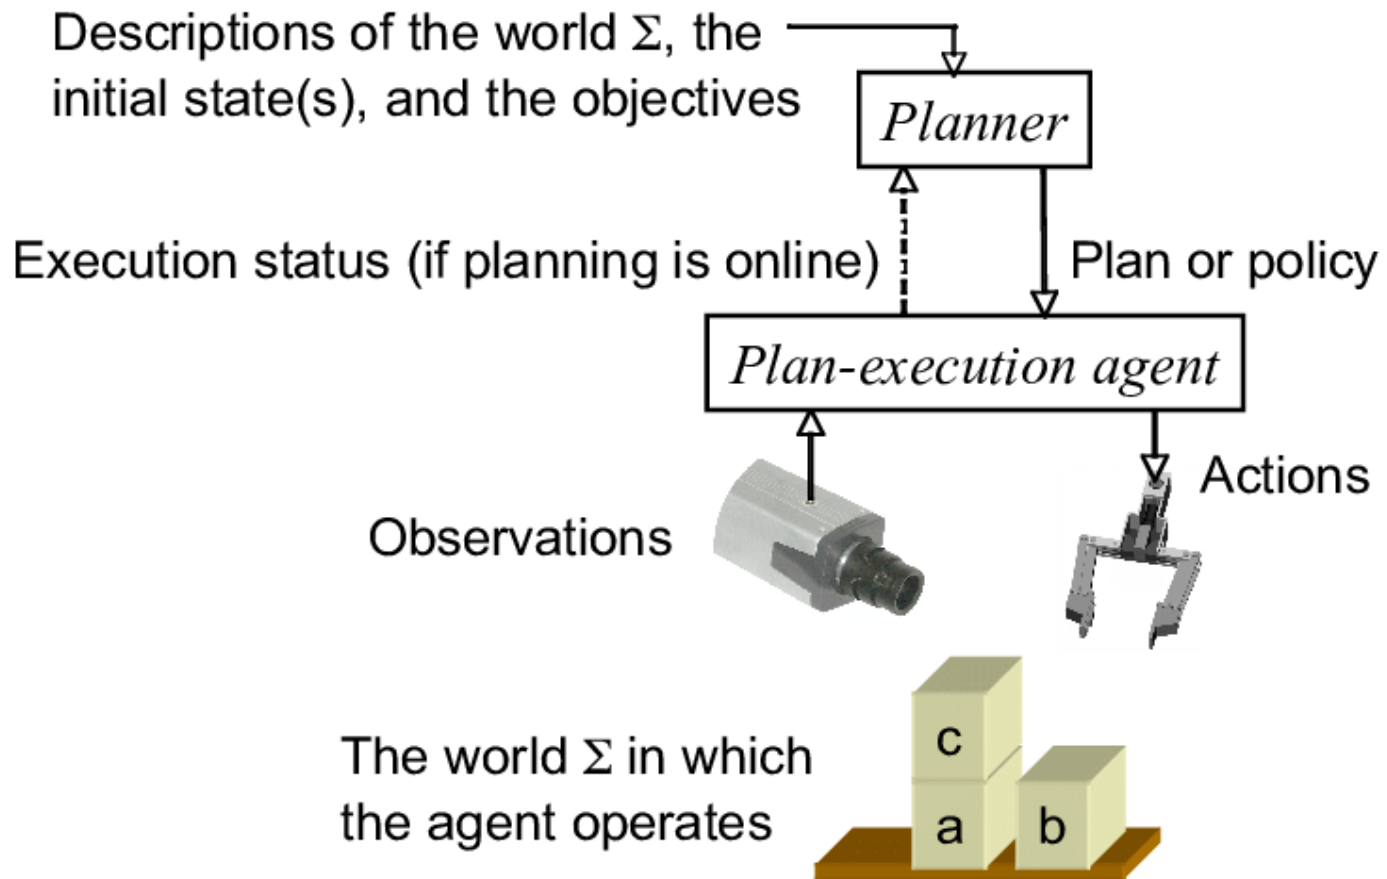 Descriptions of the world Σ, the
initial state(s), and the objectives
Planner
Execution status (if planning is online)
Plan or policy
Plan-execution agent
Actions
Observations
c
The world Σ in which
the agent operates
a
b